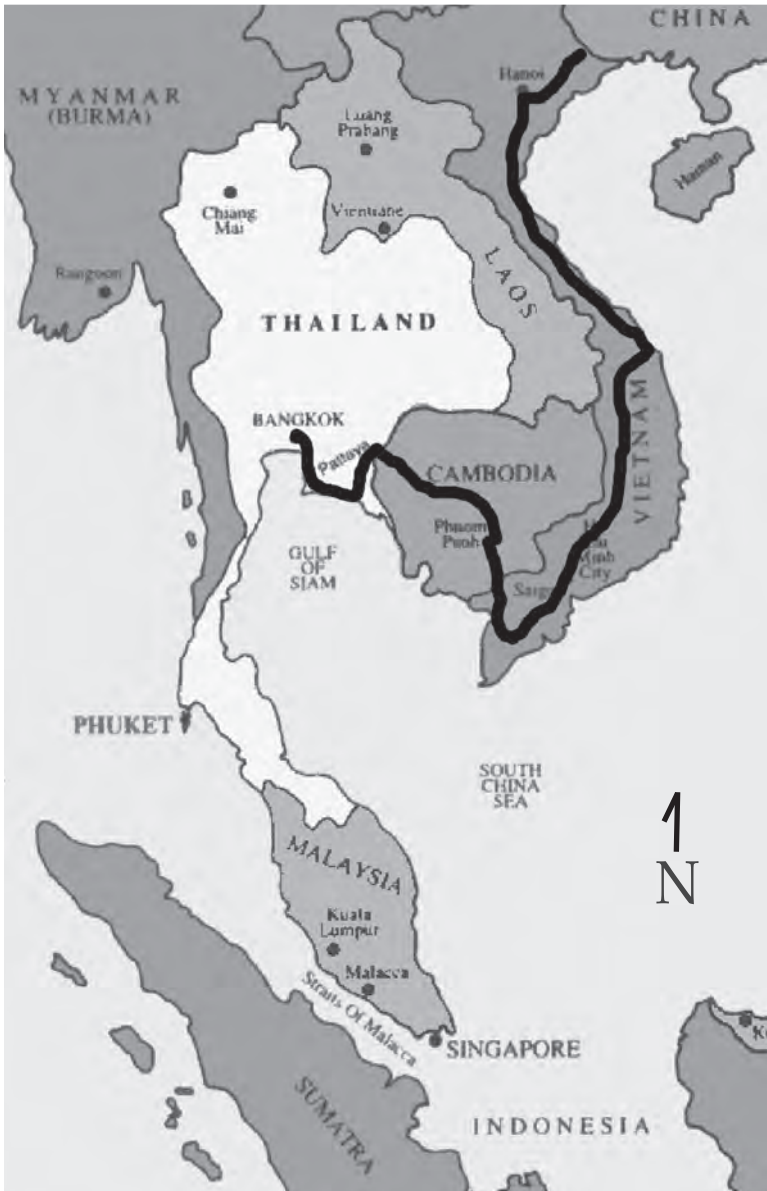 CHINA
MYANMAR
(BURMA)
Hanoi
Luang
Prabang
Hainan
Chiang
Mai
Vientiane
Rangoon
LAOS
THAILAND
BANGKOK
Pattaya
CAMBODIA
VIETNAM
Phnom
Penh
Minh
City
GULF
OF
SIAM
PHUKET
SOUTH
CHINA
SEA
N
MALAYSIA
Kuala
Lumpur
Malacca
Straits Of Malacca
SINGAPORE
SUMATRA
INDONESIA